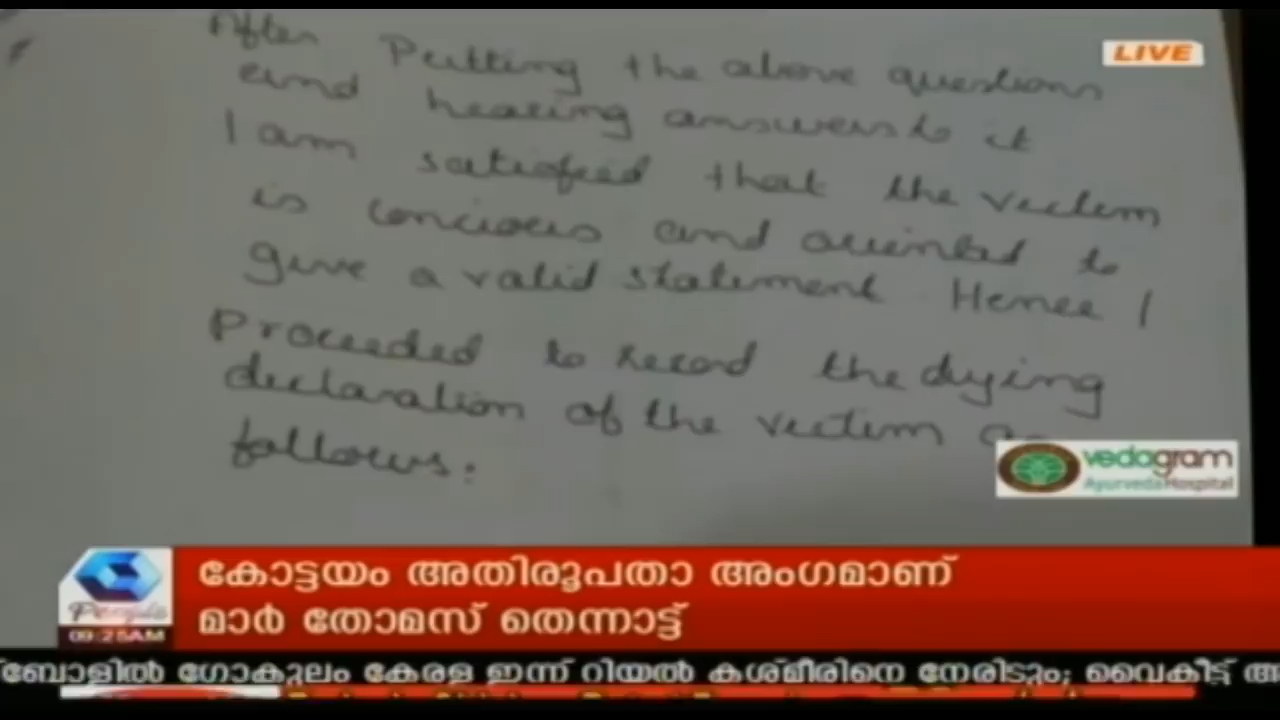 After Putting the above questions
LIVE
and hearing answers to it
I am satisfied that the victim
is concious and oriented to
give a valid statement. Hence I
Proceeded to record the dying
declaration of the victim
follows:
vedagram
Ayurveda Hospital
കോട്ടയം അതിരൂപതാ അംഗമാണ്
മാർ തോമസ് തെന്നാട്ട്
People
09:25AM
ബോളിൽ ഗോകുലം കേരള ഇന്ന് റിയൽ കശ്മീരിനെ നേരിടും; വൈകീട്ട്